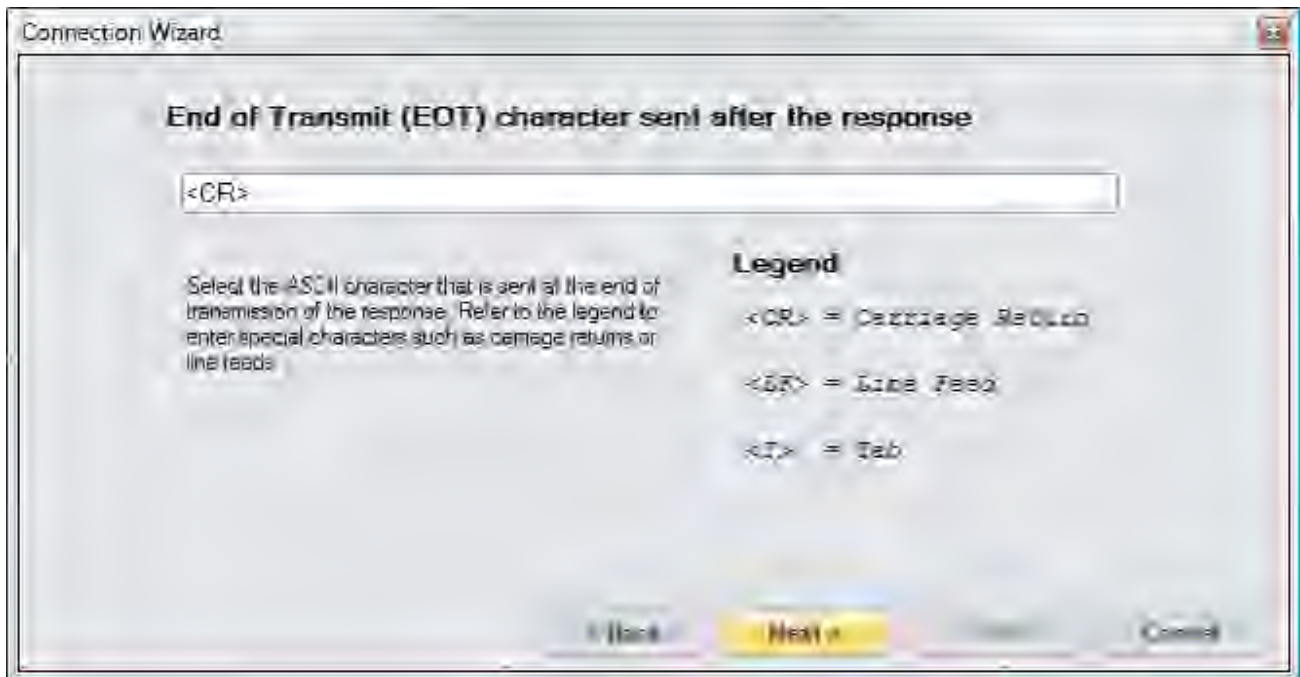 Connection Wizard
End of Transmit (EOT) character sent after the response
<CR>
Select the ASCII character that is sent at the end of
transmission of the response. Refer to the legend to
enter special characters such as carriage returns or
line feeds
Legend
<CR> = Carriage Return
<LF> = Line Feed
<T> = Tab
< Back
Next >
Cancel